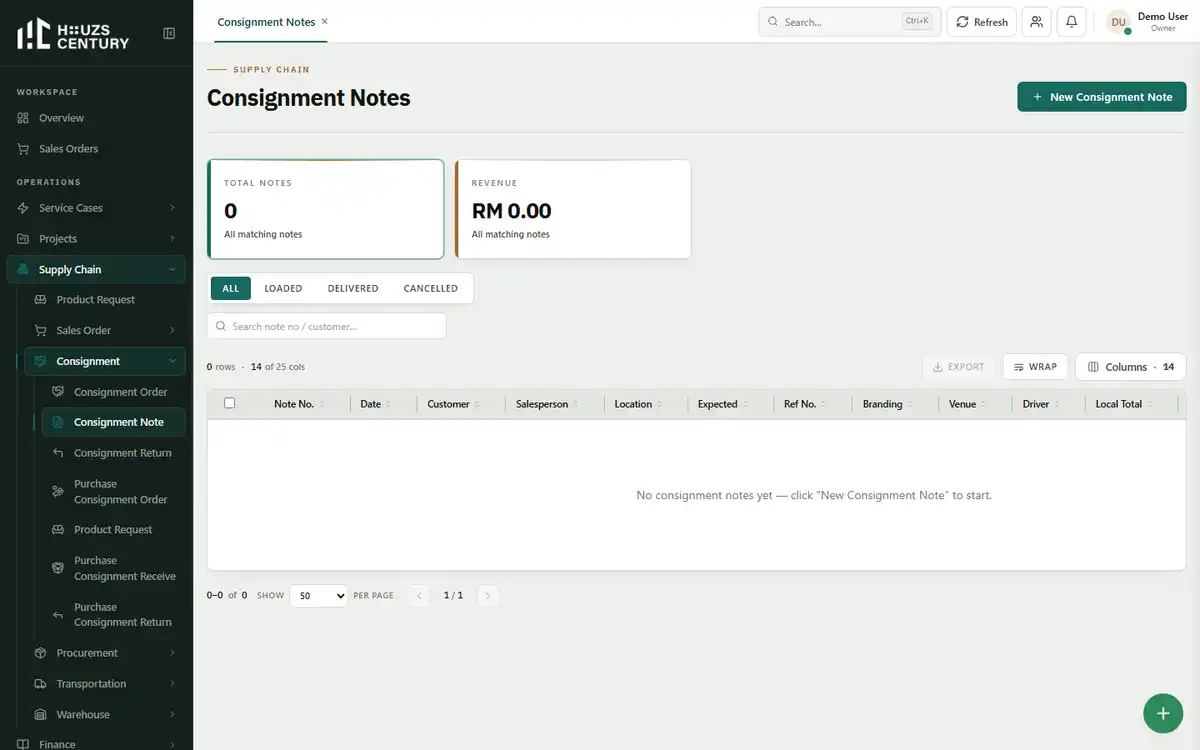 HOUZS
CENTURY
WORKSPACE
Overview
Sales Orders
OPERATIONS
Service Cases
Projects
Supply Chain
Product Request
Sales Order
Consignment
Consignment Order
Consignment Note
Consignment Return
Purchase
Consignment Order
Product Request
Purchase
Consignment Receive
Purchase
Consignment Return
Procurement
Transportation
Warehouse
Finance
Consignment Notes ×
Search...
Ctrl+K
Refresh
DU
Demo User
Owner
SUPPLY CHAIN
Consignment Notes
+ New Consignment Note
TOTAL NOTES
0
All matching notes
REVENUE
RM 0.00
All matching notes
ALL LOADED DELIVERED CANCELLED
Search note no / customer...
0 rows · 14 of 25 cols
EXPORT
WRAP
Columns · 14
Note No. Date Customer Salesperson Location Expected Ref No. Branding Venue Driver Local Total
No consignment notes yet — click "New Consignment Note" to start.
0–0 of 0 SHOW 50 PER PAGE 1 / 1
+